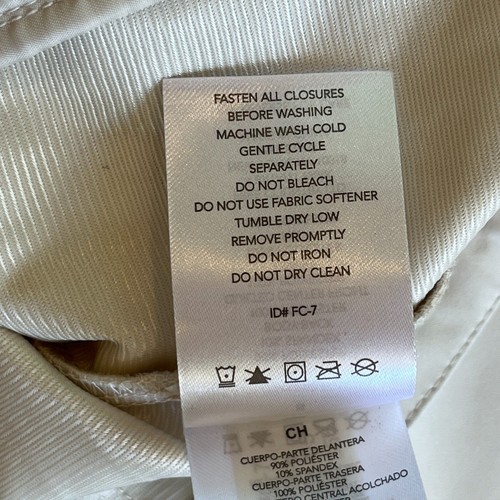 FASTEN ALL CLOSURES
BEFORE WASHING
MACHINE WASH COLD
GENTLE CYCLE
SEPARATELY
DO NOT BLEACH
DO NOT USE FABRIC SOFTENER
TUMBLE DRY LOW
REMOVE PROMPTLY
DO NOT IRON
DO NOT DRY CLEAN
ID# FC-7
CH
CUERPO-PARTE DELANTERA
90% POLIÉSTER
10% SPANDEX
CUERPO-PARTE TRASERA
100% POLIÉSTER
CENTRAL ACOLCHADO